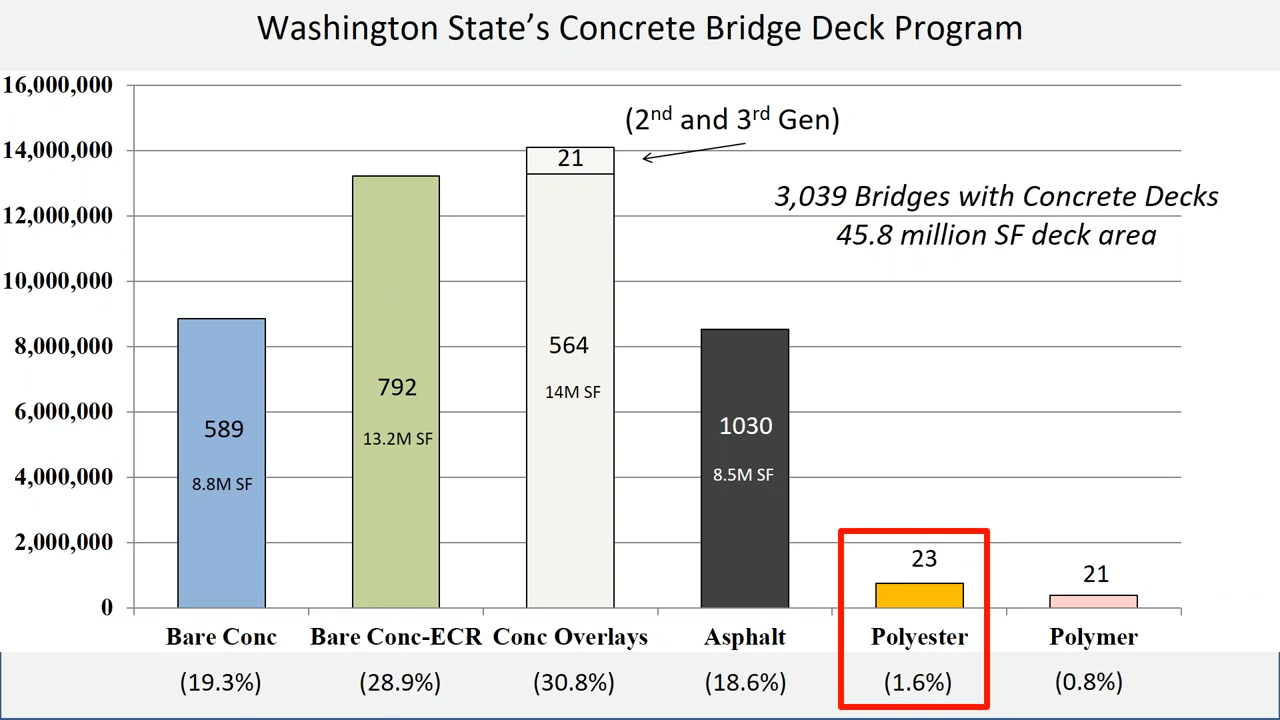 Washington State’s Concrete Bridge Deck Program
16,000,000
14,000,000
12,000,000
10,000,000
8,000,000
6,000,000
4,000,000
2,000,000
0
(2nd and 3rd Gen)
3,039 Bridges with Concrete Decks
45.8 million SF deck area
589
8.8M SF
792
13.2M SF
21
564
14M SF
1030
8.5M SF
23
21
Bare Conc Bare Conc-ECR Conc Overlays Asphalt Polyester Polymer
(19.3%) (28.9%) (30.8%) (18.6%) (1.6%) (0.8%)